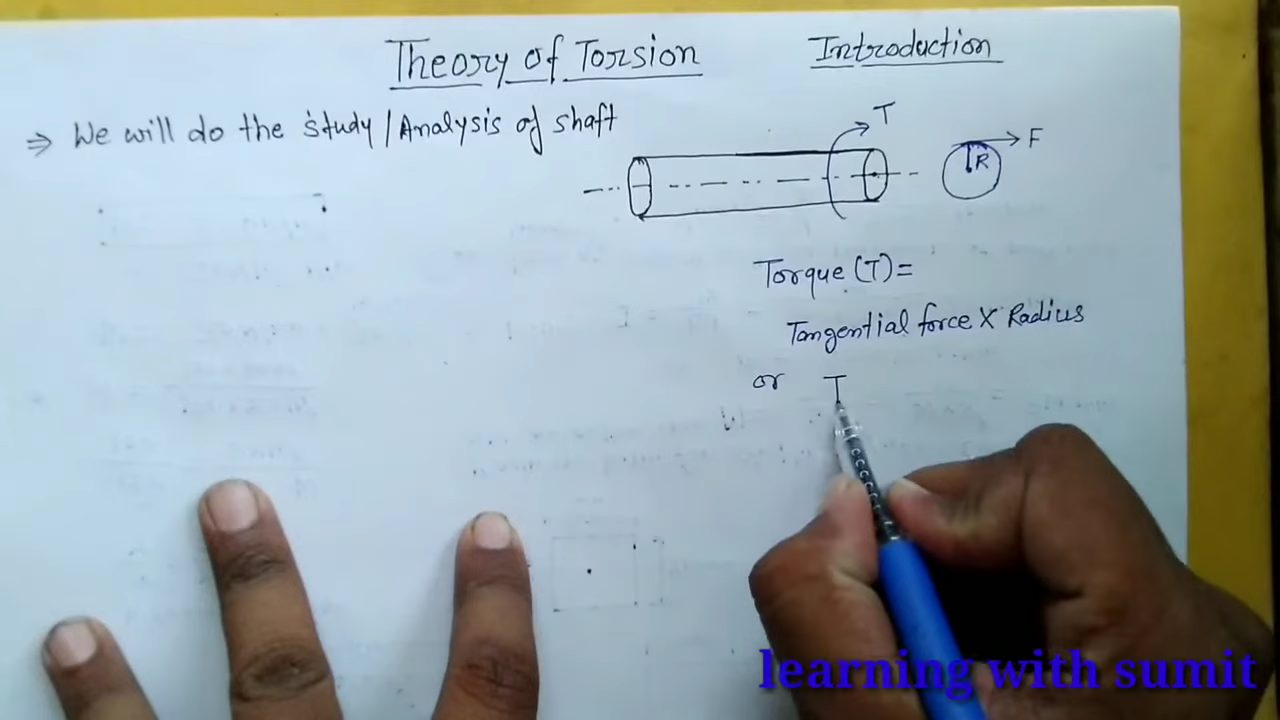 Theory of Torsion Introduction
⇒ We will do the study/Analysis of shaft
T
F
R
Torque (T) =
Tangential force X Radius
or T
learning with sumit